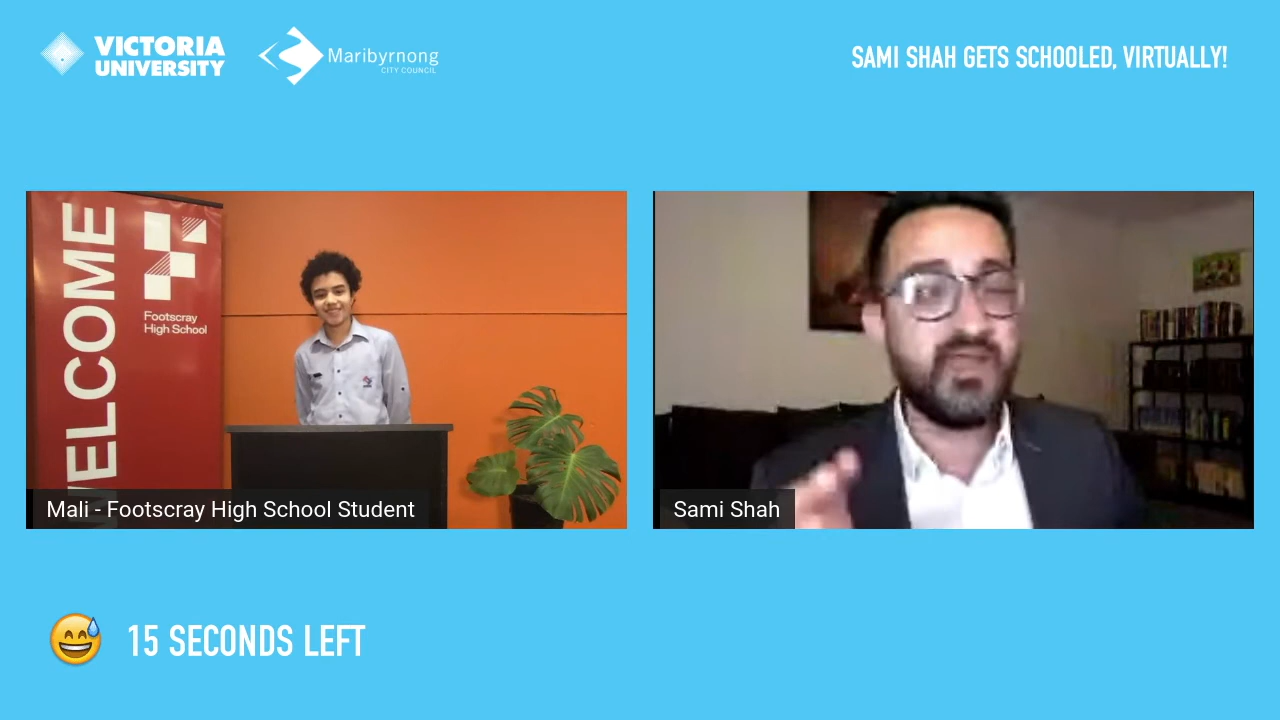 VICTORIA
UNIVERSITY
Maribyrnong
CITY COUNCIL
SAMI SHAH GETS SCHOOLED, VIRTUALLY!
WELCOME
Footscray
High School
Mali - Footscray High School Student
Sami Shah
15 SECONDS LEFT